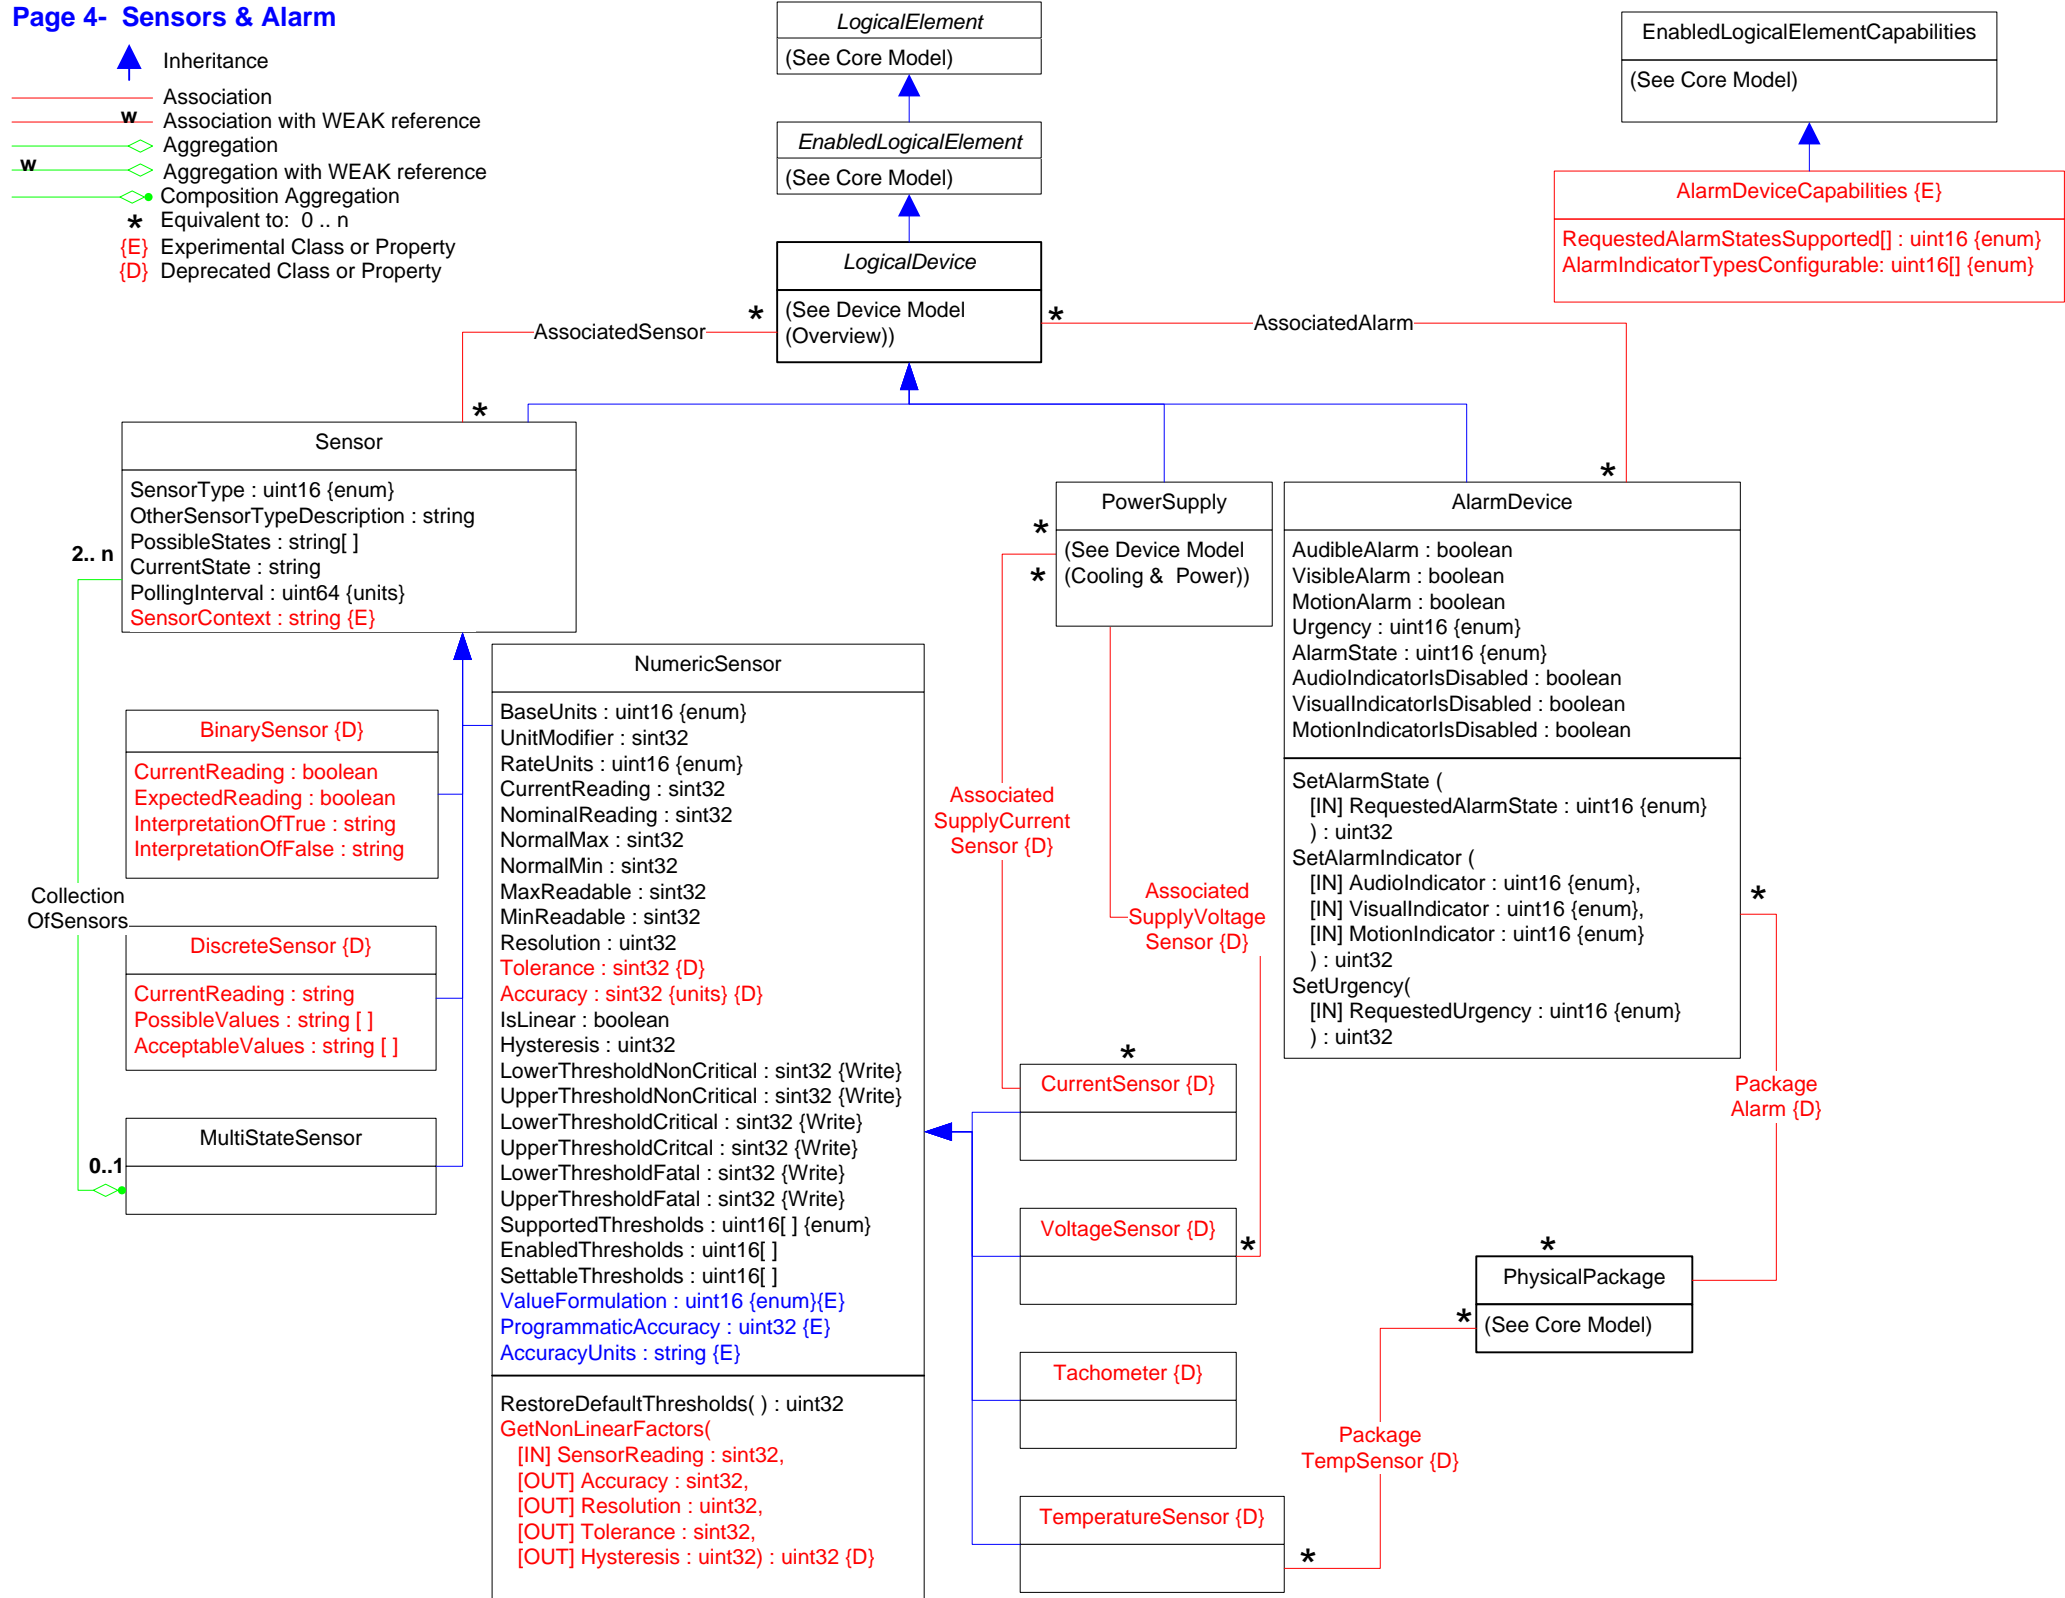 Page 4-  Sensors & Alarm
Inheritance
Association
w
Association with WEAK reference
Aggregation
w
Aggregation with WEAK reference
Composition Aggregation
* Equivalent to:  0 .. n
{E} Experimental Class or Property
{D} Deprecated Class or Property
LogicalElement
(See Core Model)
EnabledLogicalElement
(See Core Model)
LogicalDevice
(See Device Model
(Overview))
EnabledLogicalElementCapabilities
(See Core Model)
AlarmDeviceCapabilities {E}
RequestedAlarmStatesSupported[] : uint16 {enum}
AlarmIndicatorTypesConfigurable: uint16[] {enum}
*
AssociatedSensor
*
*
AssociatedAlarm
*
Sensor
SensorType : uint16 {enum}
OtherSensorTypeDescription : string
PossibleStates : string[ ]
CurrentState : string
PollingInterval : uint64 {units}
SensorContext : string {E}
2.. n
Collection
OfSensors
0..1
BinarySensor {D}
CurrentReading : boolean
ExpectedReading : boolean
InterpretationOfTrue : string
InterpretationOfFalse : string
DiscreteSensor {D}
CurrentReading : string
PossibleValues : string [ ]
AcceptableValues : string [ ]
MultiStateSensor
NumericSensor
BaseUnits : uint16 {enum}
UnitModifier : sint32
RateUnits : uint16 {enum}
CurrentReading : sint32
NominalReading : sint32
NormalMax : sint32
NormalMin : sint32
MaxReadable : sint32
MinReadable : sint32
Resolution : uint32
Tolerance : sint32 {D}
Accuracy : sint32 {units} {D}
IsLinear : boolean
Hysteresis : uint32
LowerThresholdNonCritical : sint32 {Write}
UpperThresholdNonCritical : sint32 {Write}
LowerThresholdCritical : sint32 {Write}
UpperThresholdCritcal : sint32 {Write}
LowerThresholdFatal : sint32 {Write}
UpperThresholdFatal : sint32 {Write}
SupportedThresholds : uint16[ ] {enum}
EnabledThresholds : uint16[ ]
SettableThresholds : uint16[ ]
ValueFormulation : uint16 {enum}{E}
ProgrammaticAccuracy : uint32 {E}
AccuracyUnits : string {E}
RestoreDefaultThresholds( ) : uint32
GetNonLinearFactors(
[IN] SensorReading : sint32,
[OUT] Accuracy : sint32,
[OUT] Resolution : uint32,
[OUT] Tolerance : sint32,
[OUT] Hysteresis : uint32) : uint32 {D}
PowerSupply
(See Device Model
(Cooling &  Power))
*
*
Associated
SupplyCurrent
Sensor {D}
Associated
SupplyVoltage
Sensor {D}
*
CurrentSensor {D}
VoltageSensor {D}
*
Tachometer {D}
TemperatureSensor {D}
*
AlarmDevice
AudibleAlarm : boolean
VisibleAlarm : boolean
MotionAlarm : boolean
Urgency : uint16 {enum}
AlarmState : uint16 {enum}
AudioIndicatorIsDisabled : boolean
VisualIndicatorIsDisabled : boolean
MotionIndicatorIsDisabled : boolean
SetAlarmState (
[IN] RequestedAlarmState : uint16 {enum}
) : uint32
SetAlarmIndicator (
[IN] AudioIndicator : uint16 {enum},
[IN] VisualIndicator : uint16 {enum},
[IN] MotionIndicator : uint16 {enum}
) : uint32
SetUrgency(
[IN] RequestedUrgency : uint16 {enum}
) : uint32
*
Package
Alarm {D}
*
PhysicalPackage
(See Core Model)
*
Package
TempSensor {D}